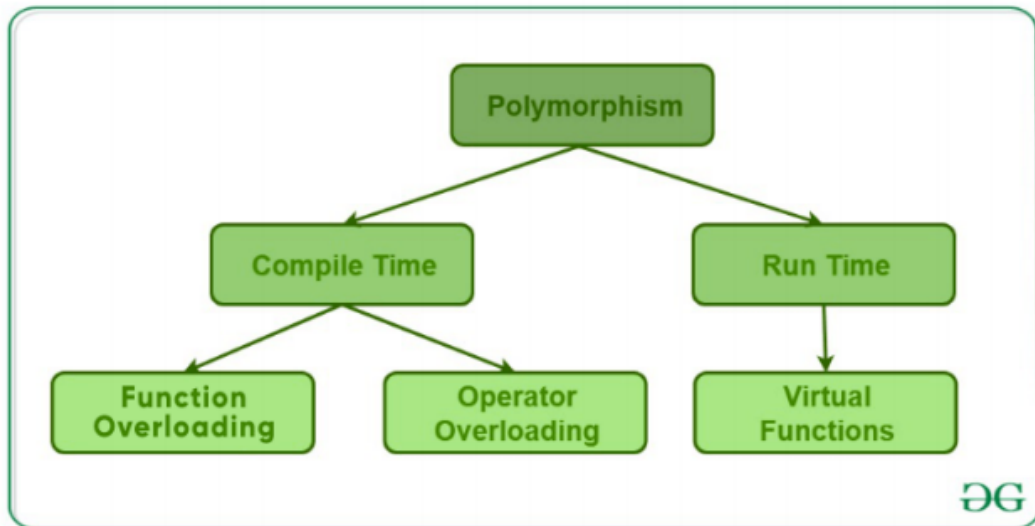 Polymorphism
Compile Time
Run Time
Function
Overloading
Operator
Overloading
Virtual
Functions